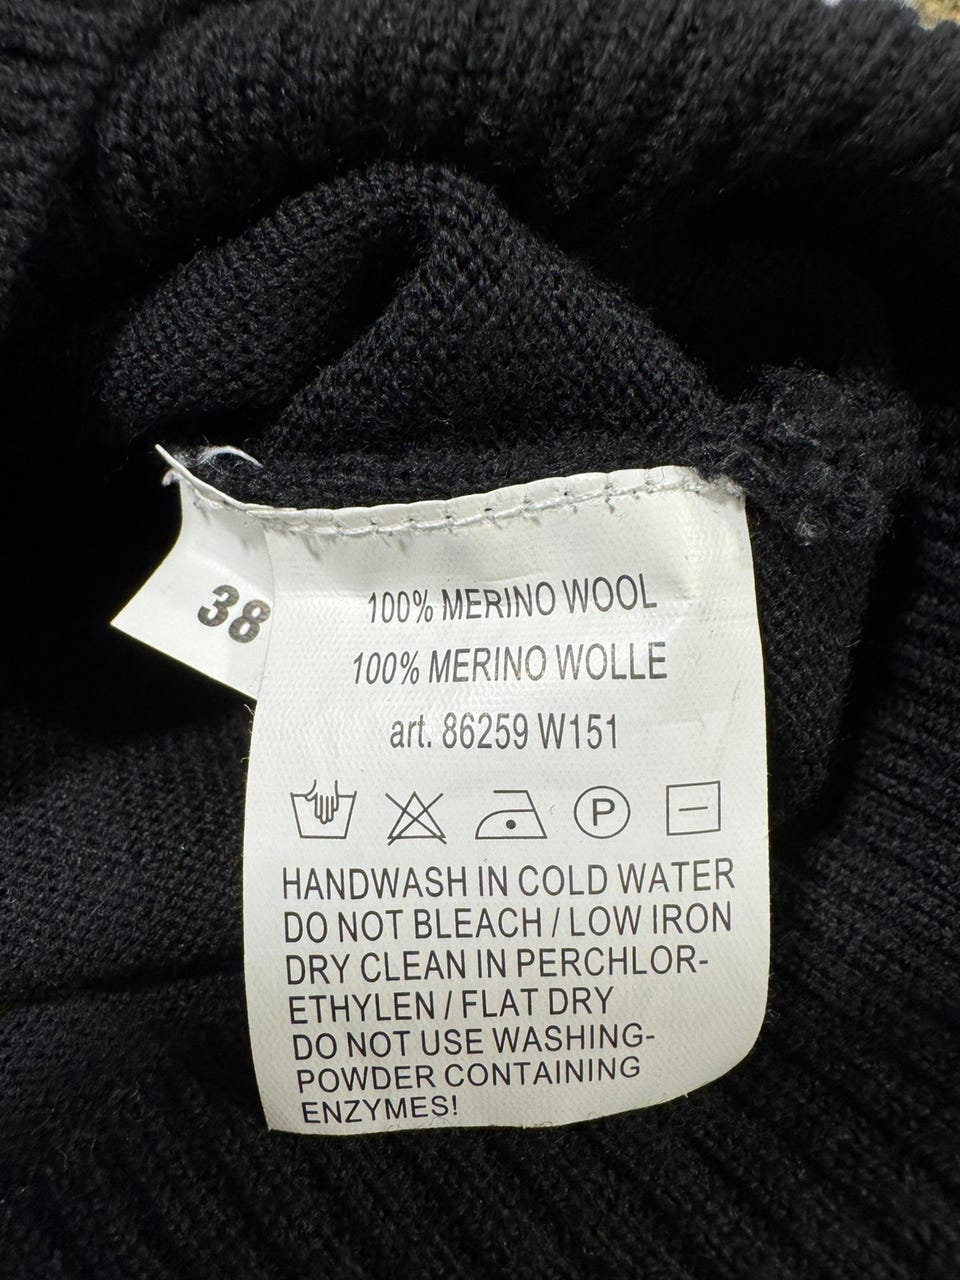 38
100% MERINO WOOL
100% MERINO WOLLE
art. 86259 W151
P
HANDWASH IN COLD WATER
DO NOT BLEACH / LOW IRON
DRY CLEAN IN PERCHLOR-
ETHYLEN / FLAT DRY
DO NOT USE WASHING-
POWDER CONTAINING
ENZYMES!